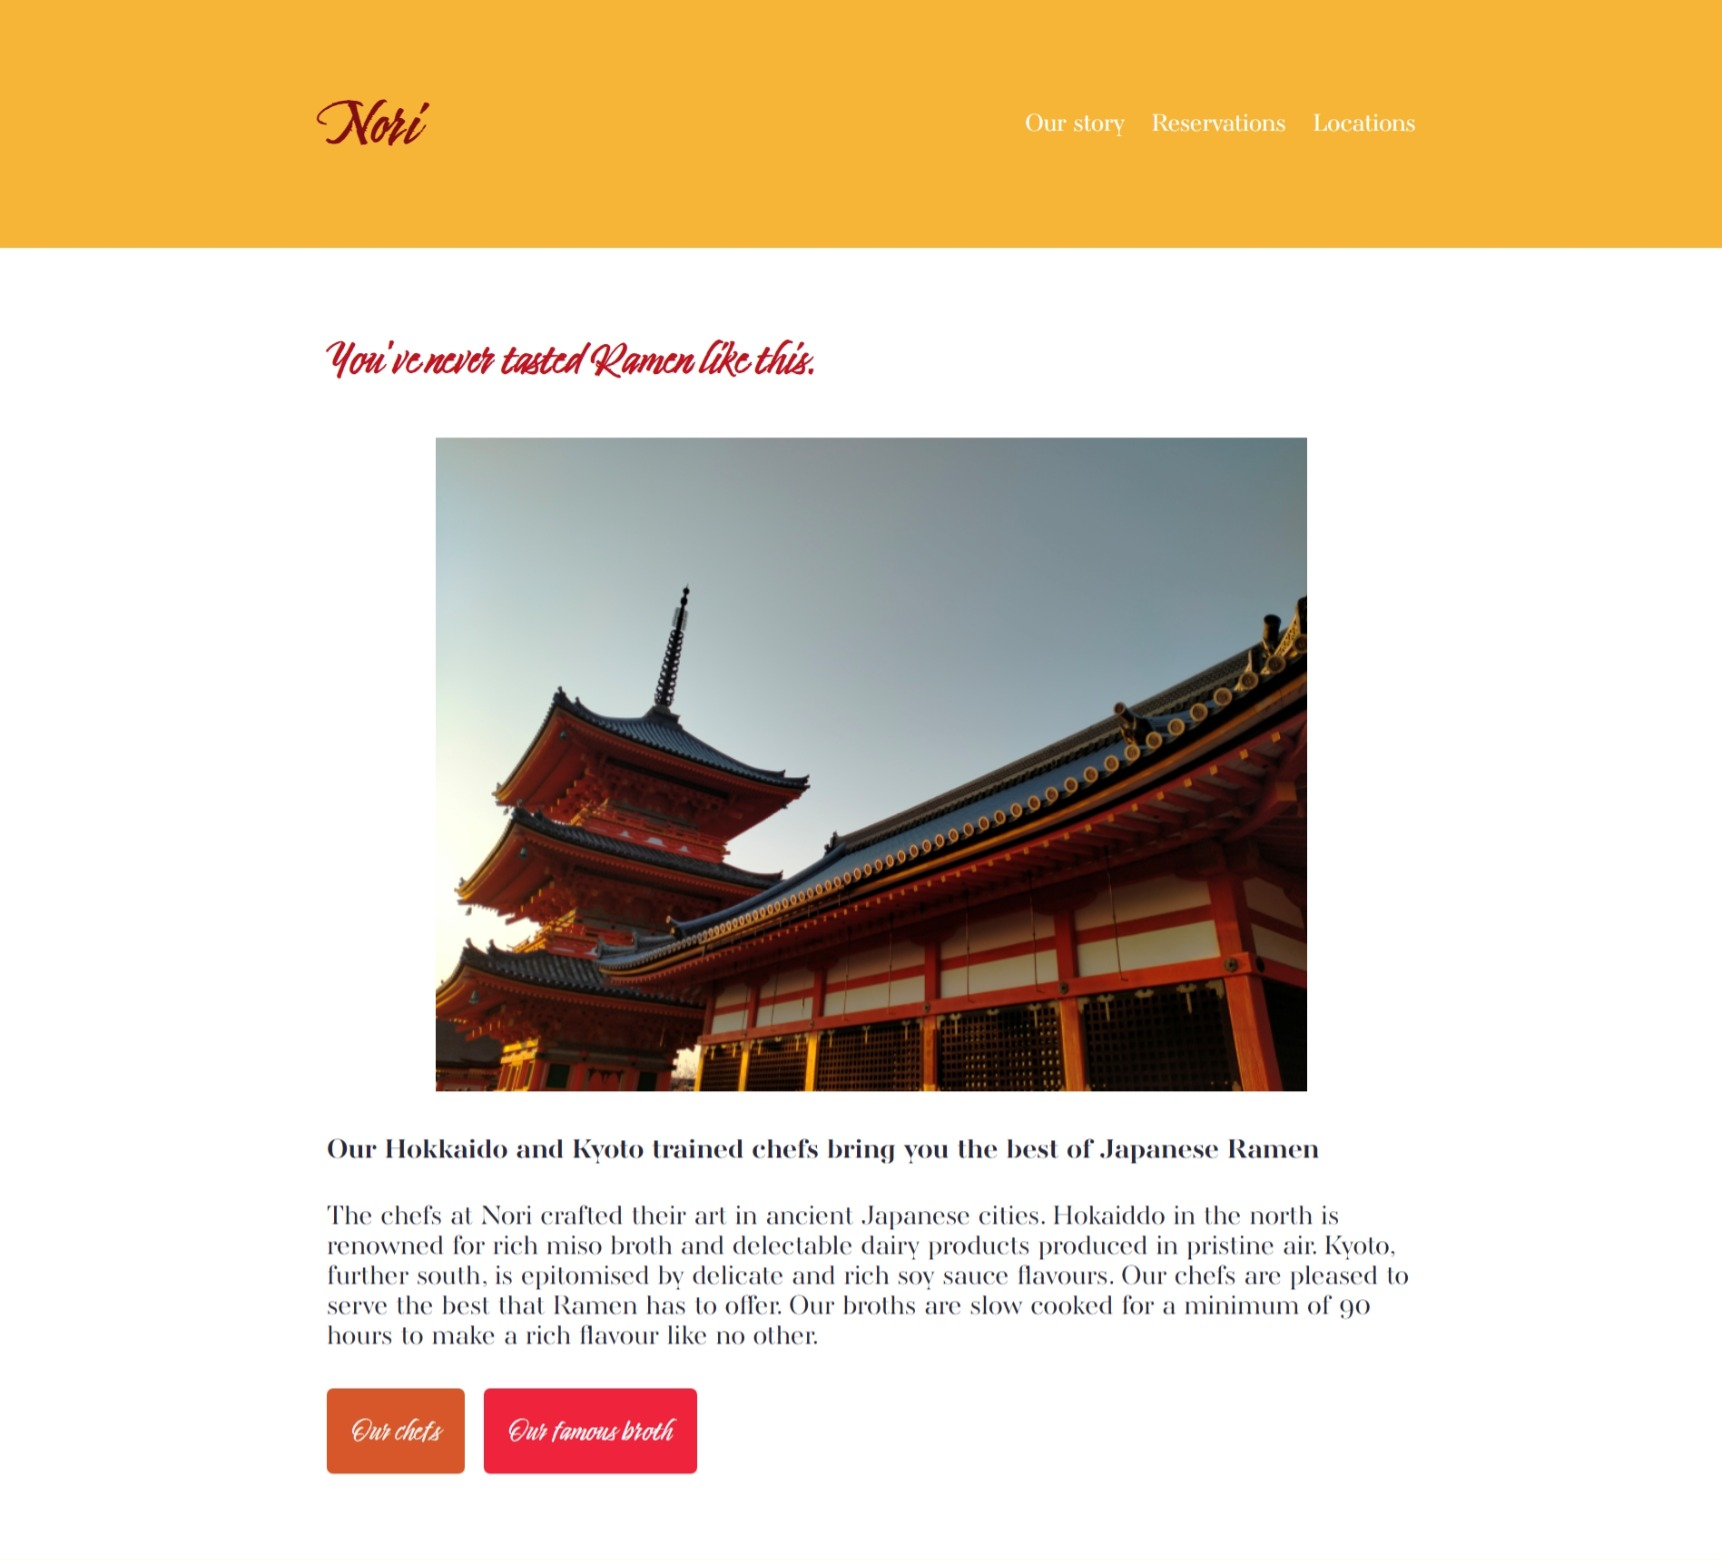 Nori
Our story Reservations Locations
You've never tasted Ramen like this.
Our Hokkaido and Kyoto trained chefs bring you the best of Japanese Ramen
The chefs at Nori crafted their art in ancient Japanese cities. Hokaiddo in the north is
renowned for rich miso broth and delectable dairy products produced in pristine air. Kyoto,
further south, is epitomised by delicate and rich soy sauce flavours. Our chefs are pleased to
serve the best that Ramen has to offer. Our broths are slow cooked for a minimum of 90
hours to make a rich flavour like no other.
Our chefs
Our famous broth